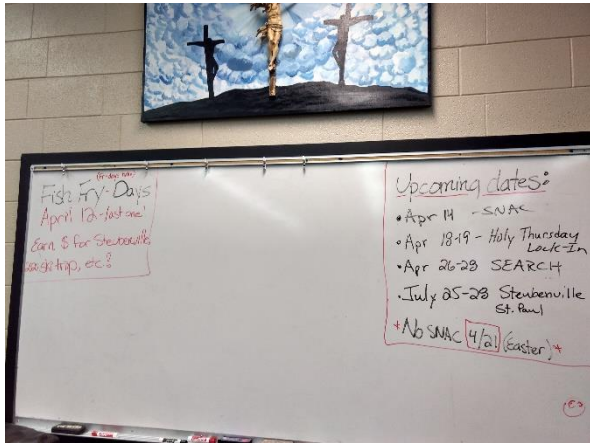 (Fridays, fun)
Fish Fry-Days
April 12 - last one!
Earn $ for Steubenville,
ski trip, etc!
Upcoming dates:
• Apr 14 - SNAC
• Apr 18-19 - Holy Thursday
Lock-In
• Apr 26-28 SEARCH
• July 25-28 Steubenville
St. Paul
* No SNAC 4/21 (Easter) *